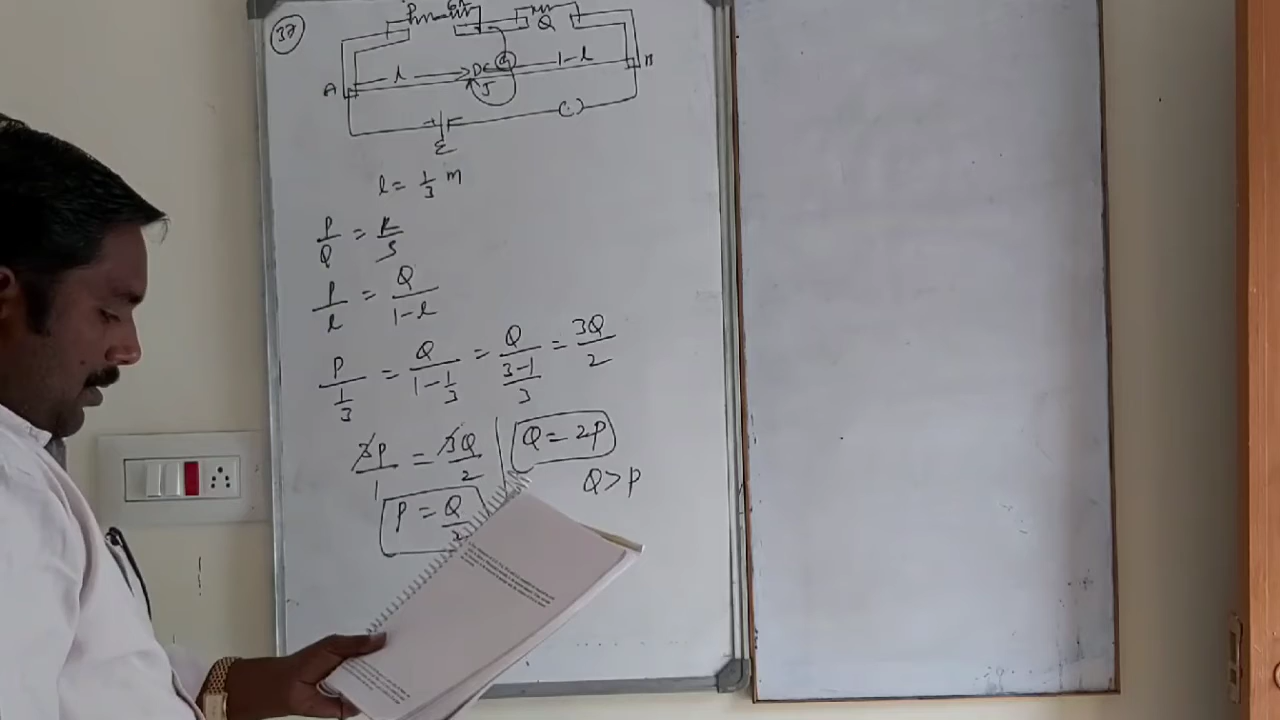 37
P Q
A l J 1-l B
E
l = 1/3 m
P/Q = R/S
P/l = Q/1-l
P/(1/3) = Q/(1-1/3) = Q/((3-1)/3) = 3Q/2
3P/1 = 3Q/2
Q = 2P
Q > P
P = Q/2